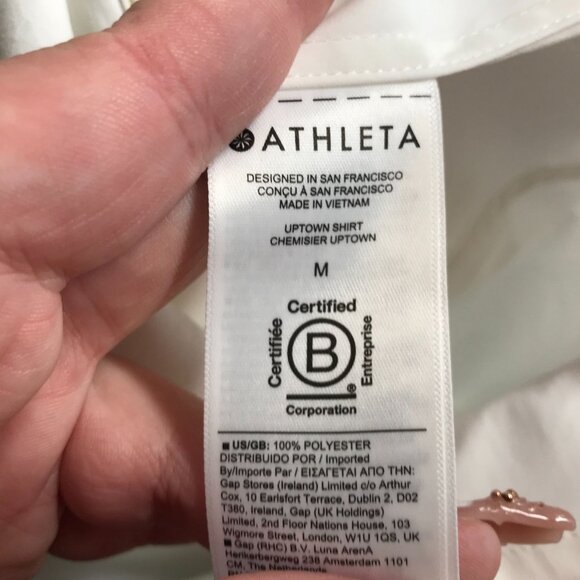 ATHLETA
DESIGNED IN SAN FRANCISCO
CONÇU À SAN FRANCISCO
MADE IN VIETNAM
UPTOWN SHIRT
CHEMISIER UPTOWN
M
Certified
Certifiée
B
Entreprise
®
Corporation
■ US/GB: 100% POLYESTER
DISTRIBUIDO POR / Imported
By/Importe Par / ΕΙΣΑΓΕΤΑΙ ΑΠΟ ΤΗΝ:
Gap Stores (Ireland) Limited c/o Arthur
Cox, 10 Earlsfort Terrace, Dublin 2, D02
T380, Ireland, Gap (UK Holdings)
Limited, 2nd Floor Nations House, 103
Wigmore Street, London, W1U 1QS, UK
■ Gap (RHC) B.V. Luna ArenA
Henkerbergweg 238 Amsterdam 1101
CM, The